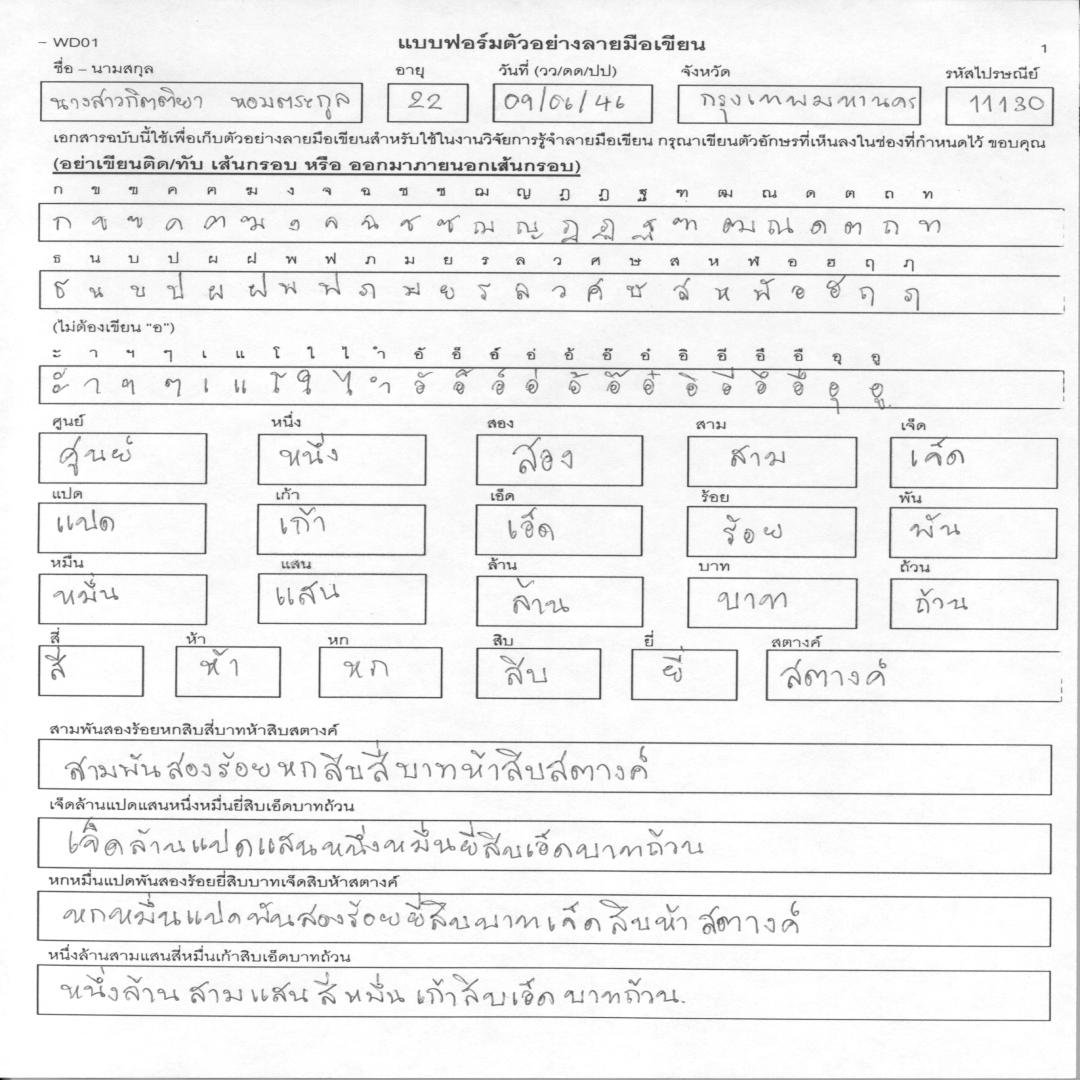 - WD01 แบบฟอร์มตัวอย่างลายมือเขียน 1
ชื่อ – นามสกุล อายุ วันที่ (วว/ดด/ปป) จังหวัด รหัสไปรษณีย์
นางสาวกิตติยา หอมตระกูล 22 09/06/46 กรุงเทพมหานคร 11130
เอกสารฉบับนี้ใช้เพื่อเก็บตัวอย่างลายมือเขียนสำหรับใช้ในงานวิจัยการรู้จำลายมือเขียน กรุณาเขียนตัวอักษรที่เห็นลงในช่องที่กำหนดไว้ ขอบคุณ
(อย่าเขียนติด/ทับ เส้นกรอบ หรือ ออกมาภายนอกเส้นกรอบ)
ก ข ฃ ค ฅ ฆ ง จ ฉ ช ซ ฌ ญ ฎ ฏ ฐ ฑ ฒ ณ ด ต ถ ท
ก ข ฃ ค ฅ ฆ ง จ ฉ ช ซ ฌ ญ ฎ ฏ ฐ ฑ ฒ ณ ด ต ถ ท
ธ น บ ป ผ ฝ พ ฟ ภ ม ย ร ล ว ศ ษ ส ห ฬ อ ฮ ฤ ฦ
ธ น บ ป ผ ฝ พ ฟ ภ ม ย ร ล ว ศ ษ ส ห ฬ อ ฮ ฤ ฦ
(ไม่ต้องเขียน “อ”)
ะ า ฯ ๆ เ แ โ ใ ไ ำ อั อ็ อ์ อ่ อ้ อ๊ อ๋ อิ อี อึ อื อุ อู
ะ า ฯ ๆ เ แ โ ใ ไ ำ อั อ็ อ์ อ่ อ้ อ๊ อ๋ อิ อี อึ อื อุ อู
ศูนย์ หนึ่ง สอง สาม เจ็ด
ศูนย์ หนึ่ง สอง สาม เจ็ด
แปด เก้า เอ็ด ร้อย พัน
แปด เก้า เอ็ด ร้อย พัน
หมื่น แสน ล้าน บาท ถ้วน
หมื่น แสน ล้าน บาท ถ้วน
สี่ ห้า หก สิบ ยี่ สตางค์
สี่ ห้า หก สิบ ยี่ สตางค์
สามพันสองร้อยหกสิบสี่บาทห้าสิบสตางค์
สามพันสองร้อยหกสิบสี่บาทห้าสิบสตางค์
เจ็ดล้านแปดแสนหนึ่งหมื่นยี่สิบเอ็ดบาทถ้วน
เจ็ดล้านแปดแสนหนึ่งหมื่นยี่สิบเอ็ดบาทถ้วน
หกหมื่นแปดพันสองร้อยยี่สิบบาทเจ็ดสิบห้าสตางค์
หกหมื่นแปดพันสองร้อยยี่สิบบาทเจ็ดสิบห้าสตางค์
หนึ่งล้านสามแสนสี่หมื่นเก้าสิบเอ็ดบาทถ้วน
หนึ่งล้านสามแสนสี่หมื่นเก้าสิบเอ็ดบาทถ้วน.